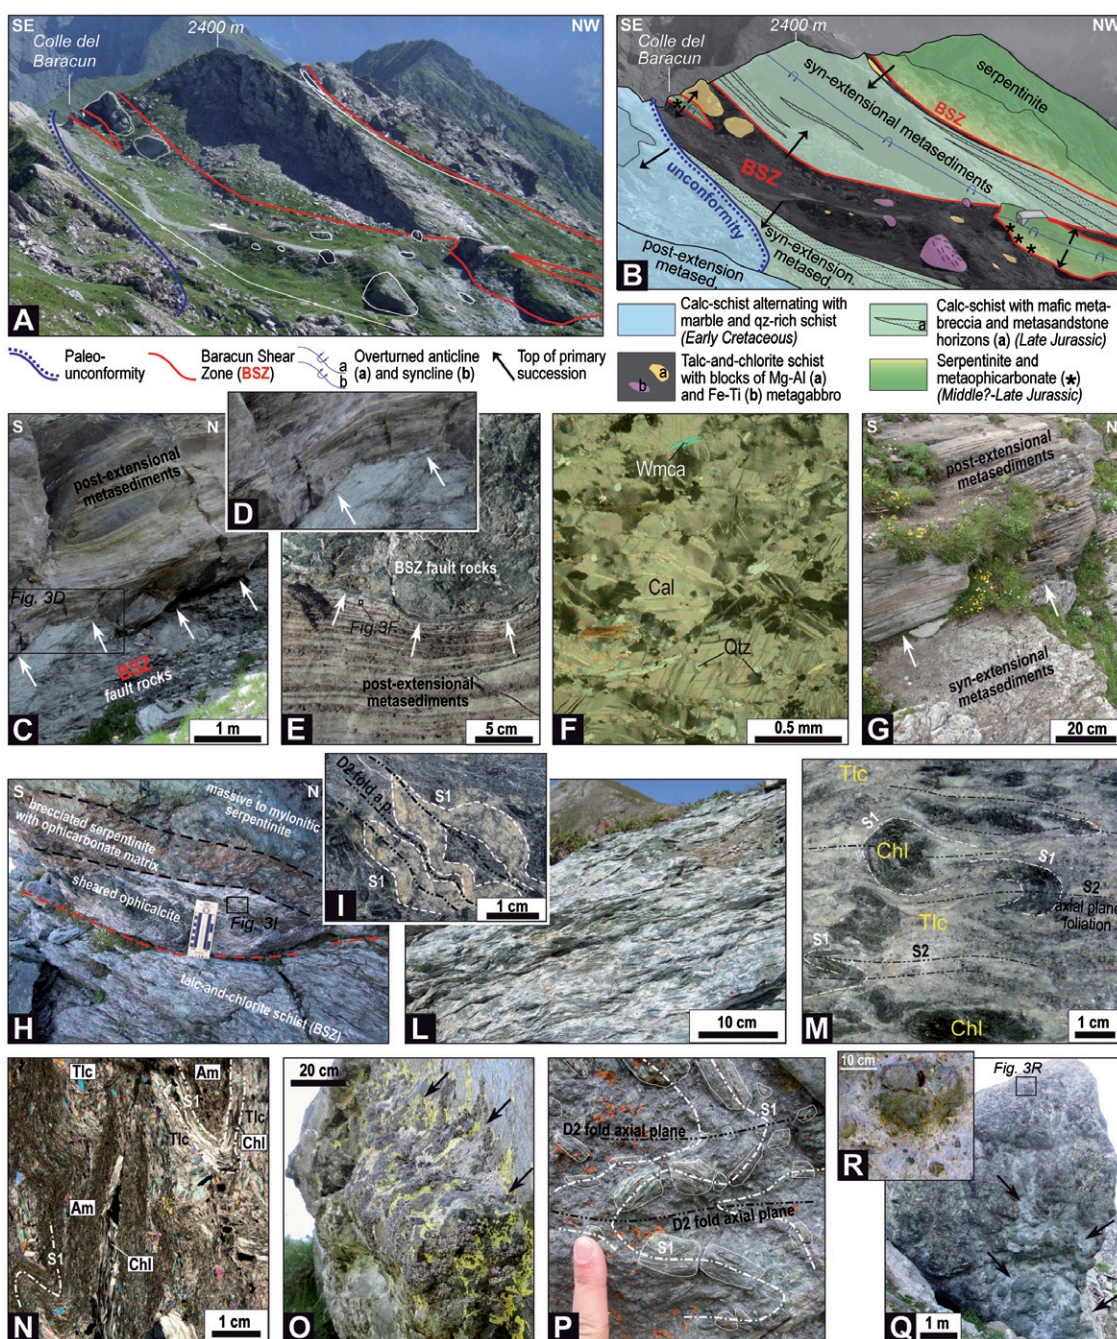 SE
NW
2400 m
Colle del
Baracun
A
SE
NW
2400 m
Colle del
Baracun
serpentinite
syn-extensional metasediments
BSZ
*
BSZ
unconformity
syn-extension.
metased.
post-extension
metased.
* * *
B
Paleo-
unconformity
Baracun Shear
Zone (BSZ)
a
b
Overturned anticline
(a) and syncline (b)
Top of primary
succession
Calc-schist alternating with
marble and qz-rich schist
(Early Cretaceous)
a
b
Talc-and-chlorite schist
with blocks of Mg-Al (a)
and Fe-Ti (b) metagabbro
a
Calc-schist with mafic meta-
breccia and metasandstone
horizons (a) (Late Jurassic)
Serpentinite and
metaophicarbonate (*)
(Middle?-Late Jurassic)
S
N
post-extensional
metasediments
Fig. 3D
BSZ
fault rocks
C
1 m
D
BSZ fault rocks
Fig.3F
post-extensional
metasediments
E
5 cm
Wmca
Cal
Qtz
F
0.5 mm
S
N
post-extensional
metasediments
syn-extensional
metasediments
G
20 cm
S
N
massive to mylonitic
serpentinite
brecciated serpentinite
with ophicarbonate matrix
sheared ophicalcite
Fig. 3I
talc-and-chlorite schist (BSZ)
H
D2 fold a.p.
S1
S1
I
1 cm
L
10 cm
Tlc
S1
Chl
S1
S2
axial plane
foliation
Tlc
S1
S2
Chl
M
1 cm
Tlc
Am
S1
Tlc
Tlc
Chl
Am
S1
Chl
N
1 cm
20 cm
O
S1
D2 fold axial plane
D2 fold axial plane
S1
P
10 cm
R
Fig. 3R
Q
1 m